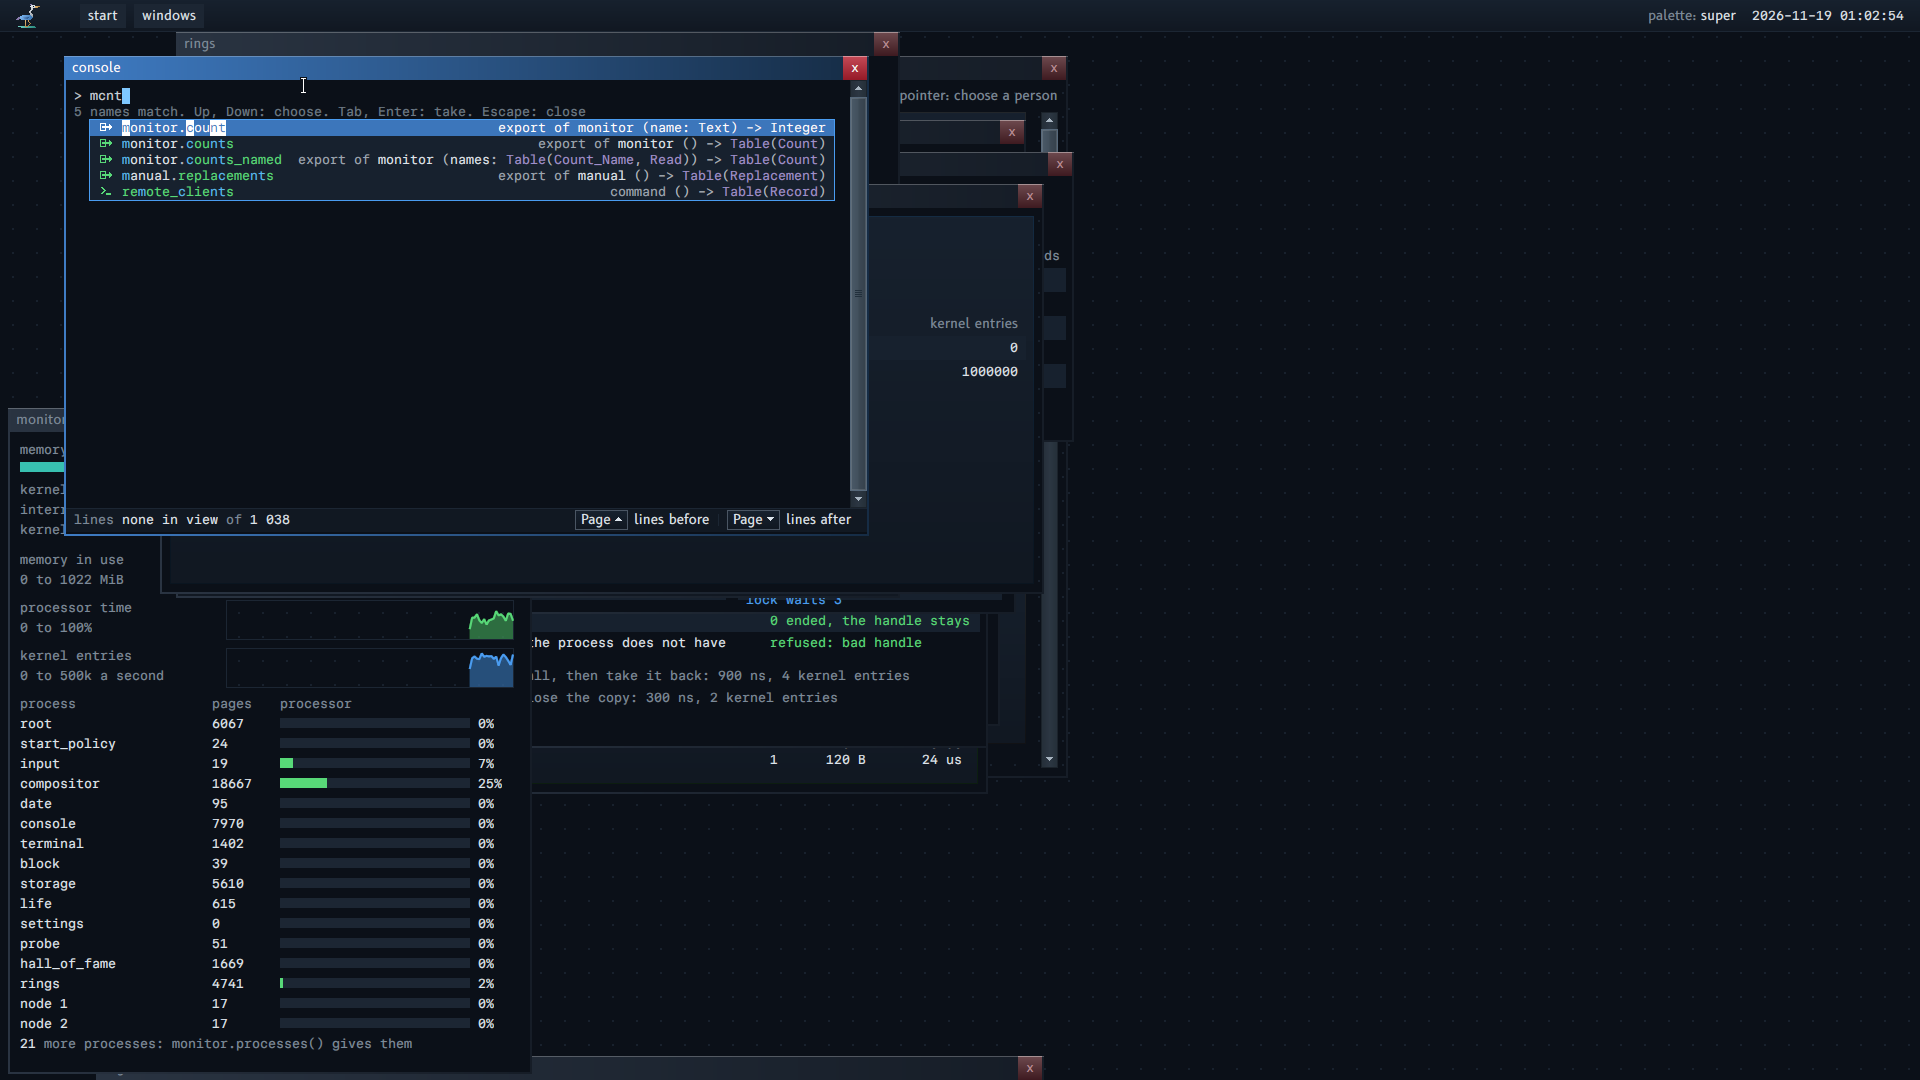 start windows palette: super 2026-11-19 01:02:54
rings x
console x
x
> mcnt
pointer: choose a person
5 names match. Up, Down: choose. Tab, Enter: take. Escape: close
monitor.count export of monitor (name: Text) -> Integer
x
monitor.counts export of monitor () -> Table(Count)
monitor.counts_named export of monitor (names: Table(Count_Name, Read)) -> Table(Count)
x
manual.replacements export of manual () -> Table(Replacement)
remote_clients command () -> Table(Record)
x
ds
kernel entries
0
1000000
monitor
memory
kernel
inter
kernel
lines none in view of 1 038 Page lines before Page lines after
memory in use
0 to 1022 MiB
lock waits 3
processor time
0 to 100%
0 ended, the handle stays
the process does not have refused: bad handle
kernel entries
0 to 500k a second
all, then take it back: 900 ns, 4 kernel entries
ose the copy: 300 ns, 2 kernel entries
process pages processor
root 6067 0%
start_policy 24 0%
input 19 7%
1 120 B 24 us
compositor 18667 25%
date 95 0%
console 7970 0%
terminal 1402 0%
block 39 0%
storage 5610 0%
life 615 0%
settings 0 0%
probe 51 0%
hall_of_fame 1669 0%
rings 4741 2%
node 1 17 0%
node 2 17 0%
21 more processes: monitor.processes() gives them
x